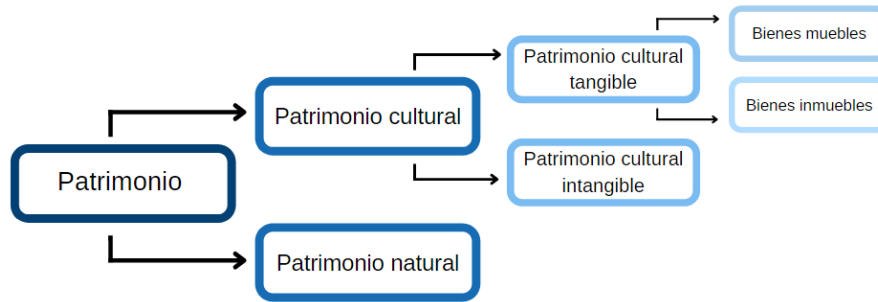 Patrimonio
Patrimonio cultural
Patrimonio natural
Patrimonio cultural
tangible
Patrimonio cultural
intangible
Bienes muebles
Bienes inmuebles